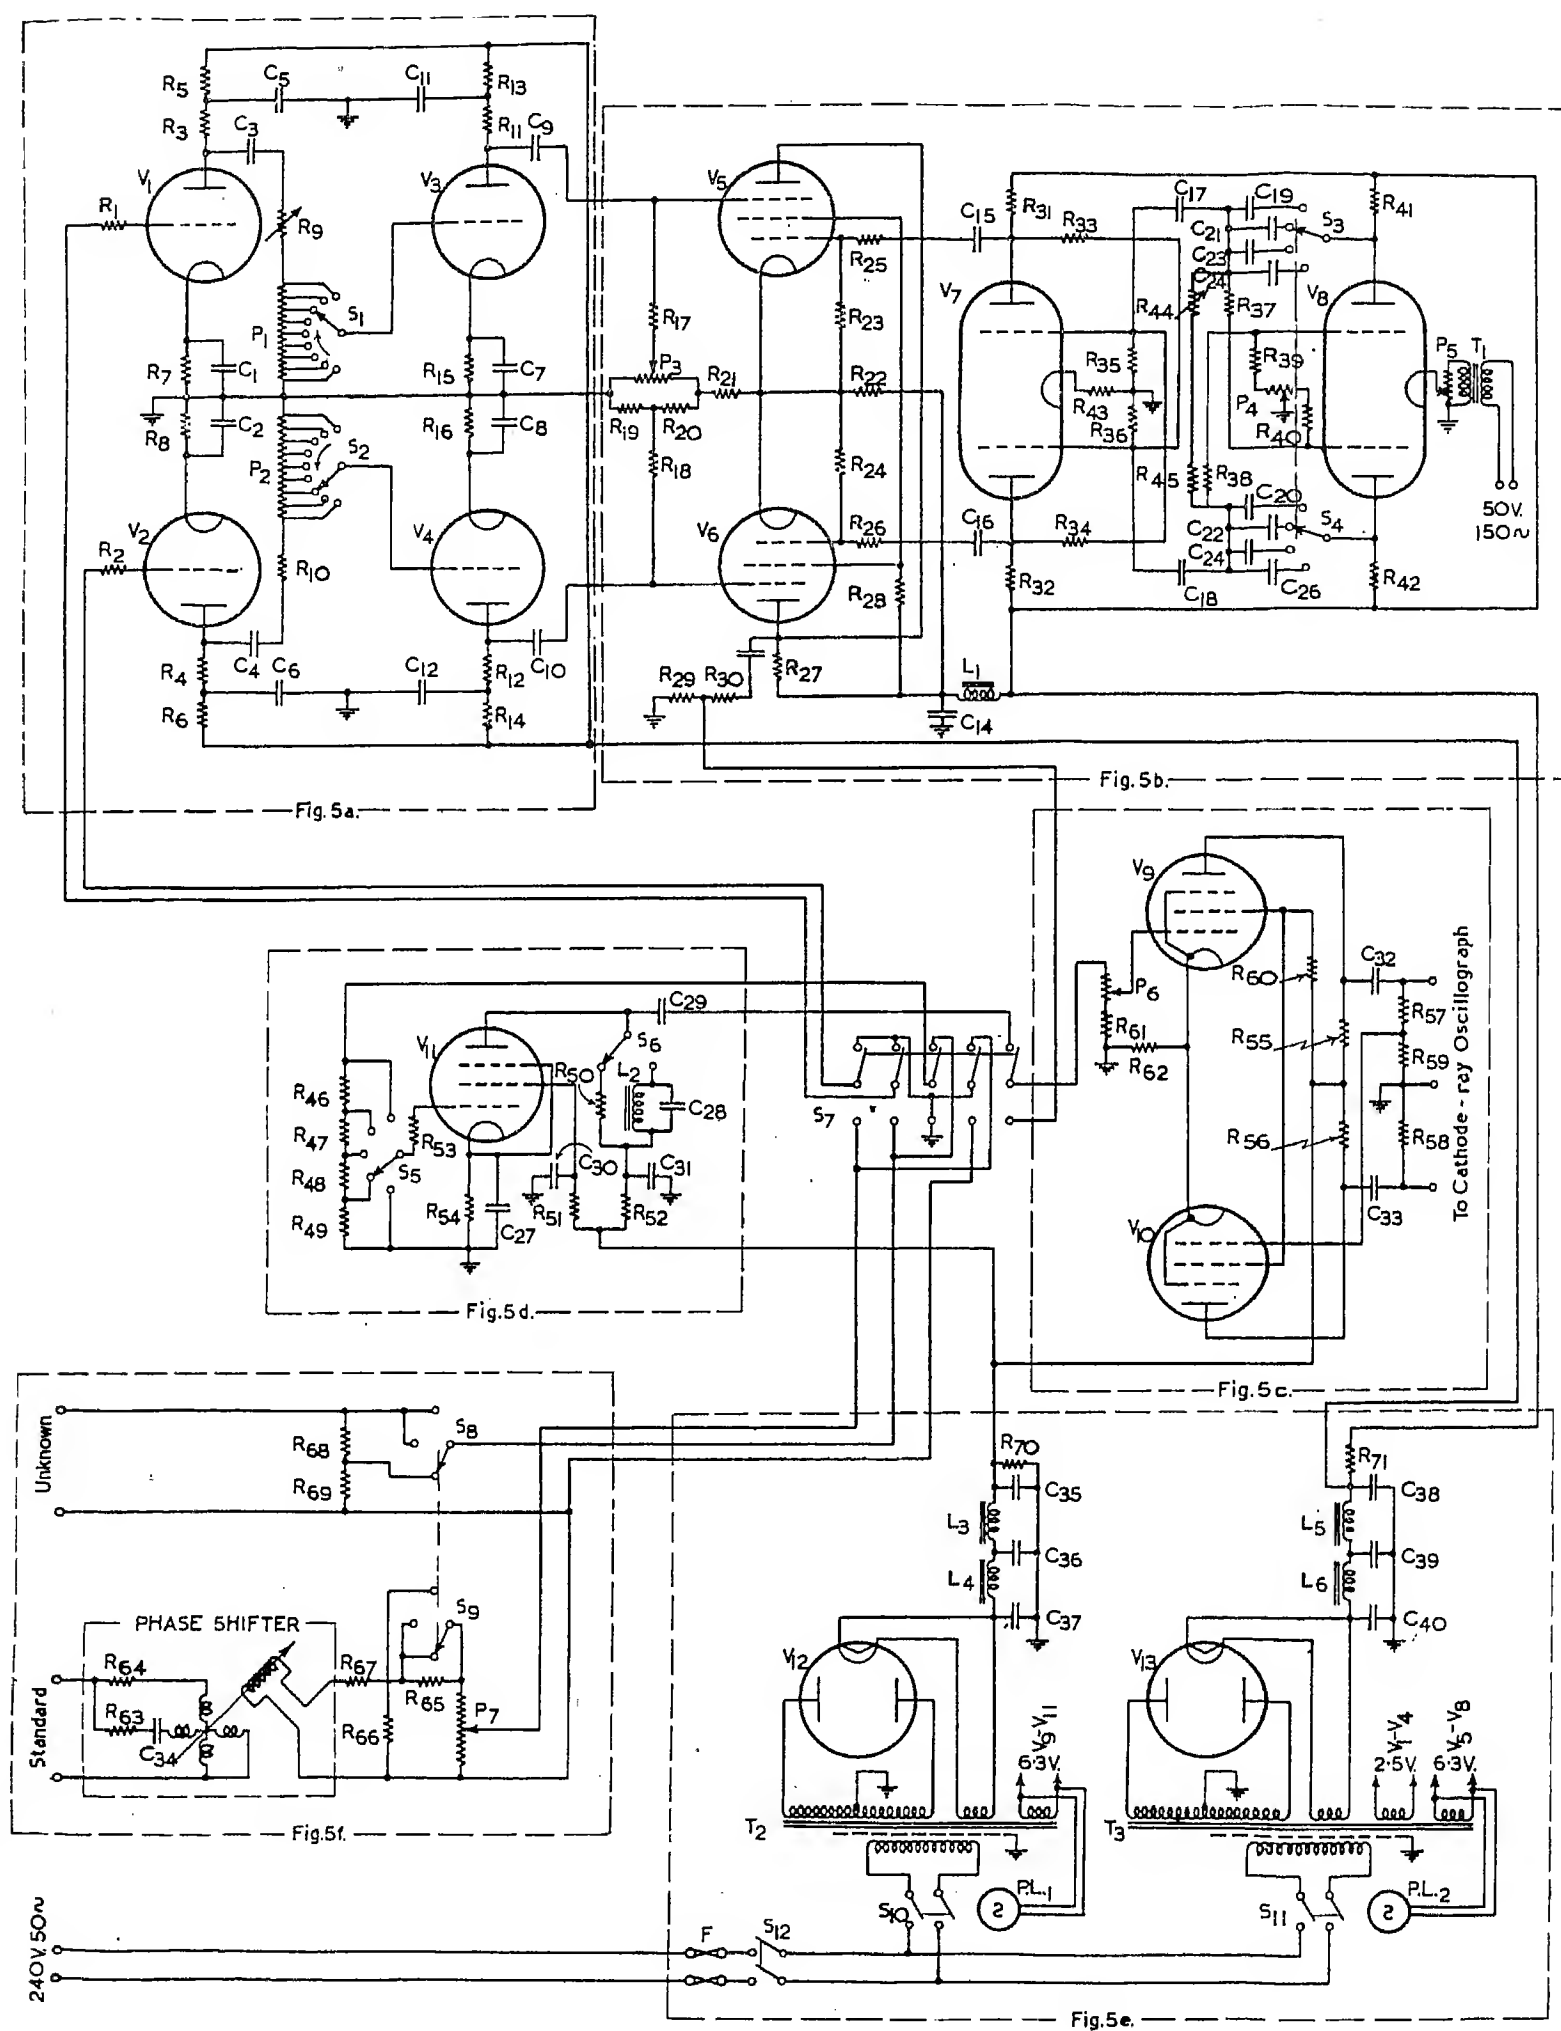 R5
C5
C11
R13
R3
C3
R11
C9
V1
V3
V5
R1
R9
R31
C15
R33
C17
C19
R41
S3
C21
C23
C24
R25
V7
R44
R37
V8
S1
P1
R17
R23
R7
C1
R15
C7
P3
R21
R22
R35
R39
P5
T1
R43
P4
R8
C2
R16
C8
R19
R20
R36
R40
P2
S2
R18
R24
R45
R38
C20
50V.
150~
V2
V4
V6
R26
C16
R34
C22
S4
C24
R2
R10
R28
R32
C18
C26
R42
R4
C4
C6
C12
R12
C10
R29
R30
R27
L1
R6
R14
C14
Fig.5a.
Fig.5b.
V9
R60
C32
P6
R57
R61
R55
R59
R62
R56
R58
C33
V10
To Cathode-ray Oscillograph
Fig.5c.
C29
V11
S6
R50
L2
C28
R46
R47
R53
S5
R48
C30
C31
R49
R54
C27
R51
R52
S7
Fig.5d.
Unknown
R68
S8
R69
PHASE SHIFTER
S9
R64
R67
R65
R63
P7
R66
C34
Standard
Fig.5f.
R70
C35
L3
C36
L4
C37
V12
V9-V11
6·3V.
T2
R71
C38
L5
C39
L6
C40
V13
V1-V4
2·5V.
V5-V8
6·3V.
T3
P.L.1
P.L.2
S10
S11
240V. 50~
F
S12
Fig.5e.